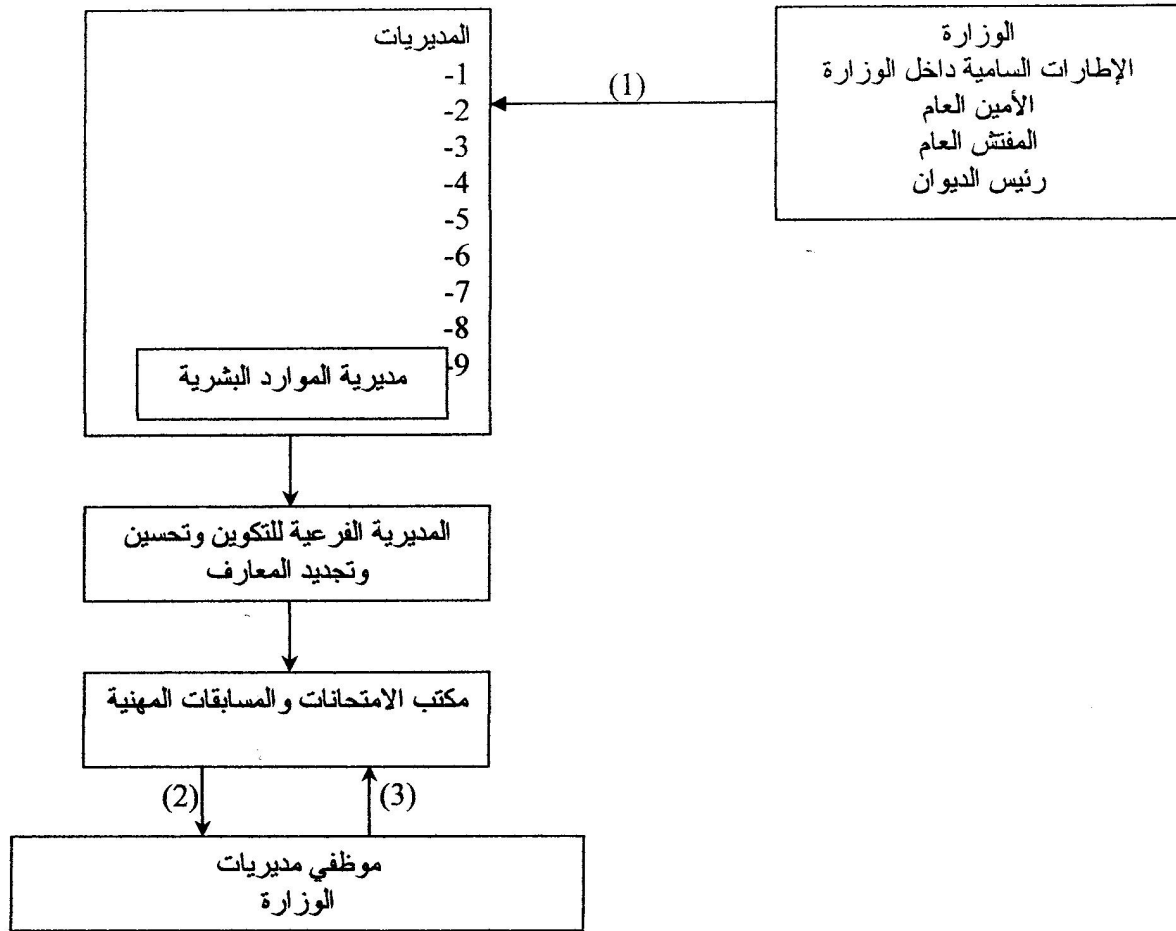 الوزارة
الإطارات السامية داخل الوزارة
الأمين العام
المفتش العام
رئيس الديوان
(1)
المديريات
-1
-2
-3
-4
-5
-6
-7
-8
-9
مديرية الموارد البشرية
المديرية الفرعية للتكوين وتحسين
وتجديد المعارف
مكتب الامتحانات والمسابقات المهنية
(2)
(3)
موظفي مديريات
الوزارة